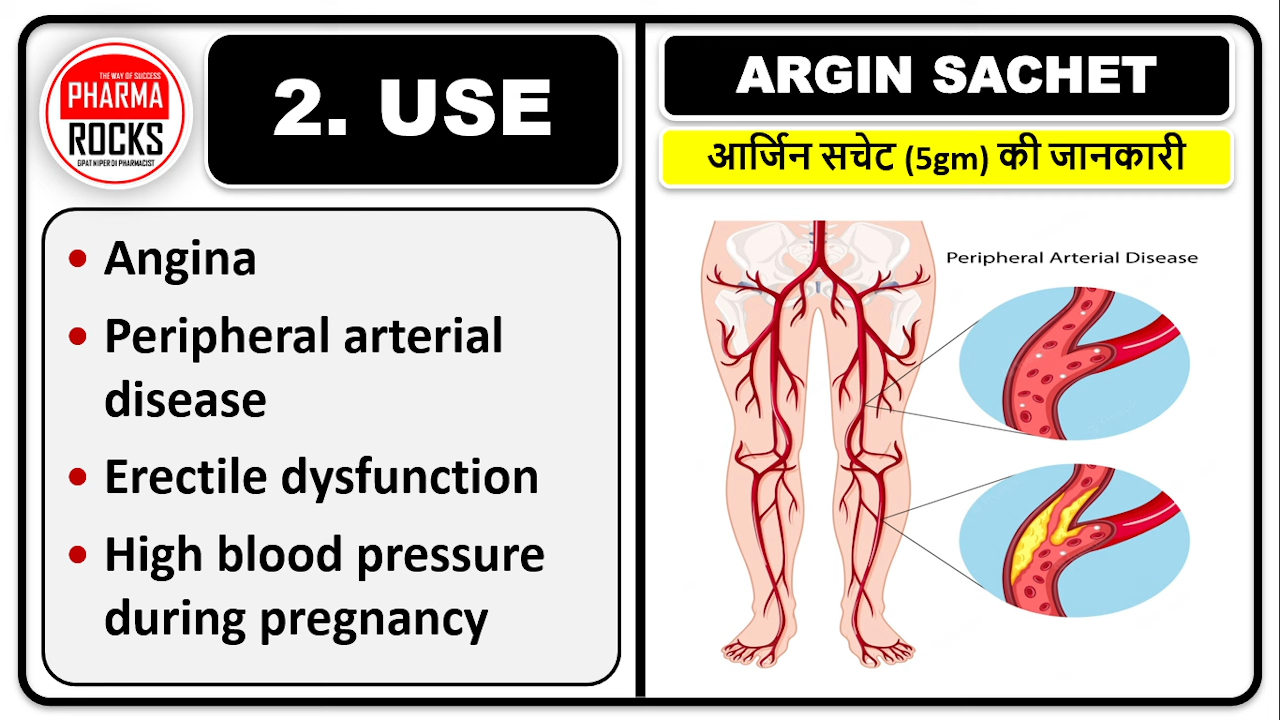 THE WAY OF SUCCESS
PHARMA
ROCKS
GPAT NIPER DI PHARMACIST
2. USE
• Angina
• Peripheral arterial
disease
• Erectile dysfunction
• High blood pressure
during pregnancy
ARGIN SACHET
आर्जिन सचेट (5gm) की जानकारी
Peripheral Arterial Disease